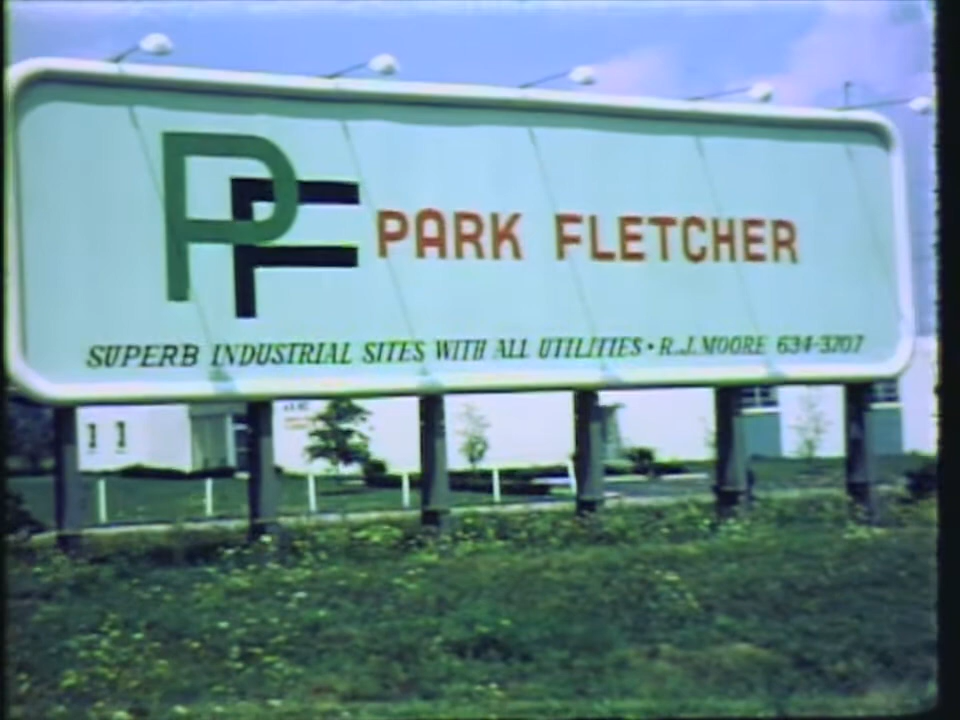 PF PARK FLETCHER
SUPERB INDUSTRIAL SITES WITH ALL UTILITIES • R.J. MOORE 634-3707